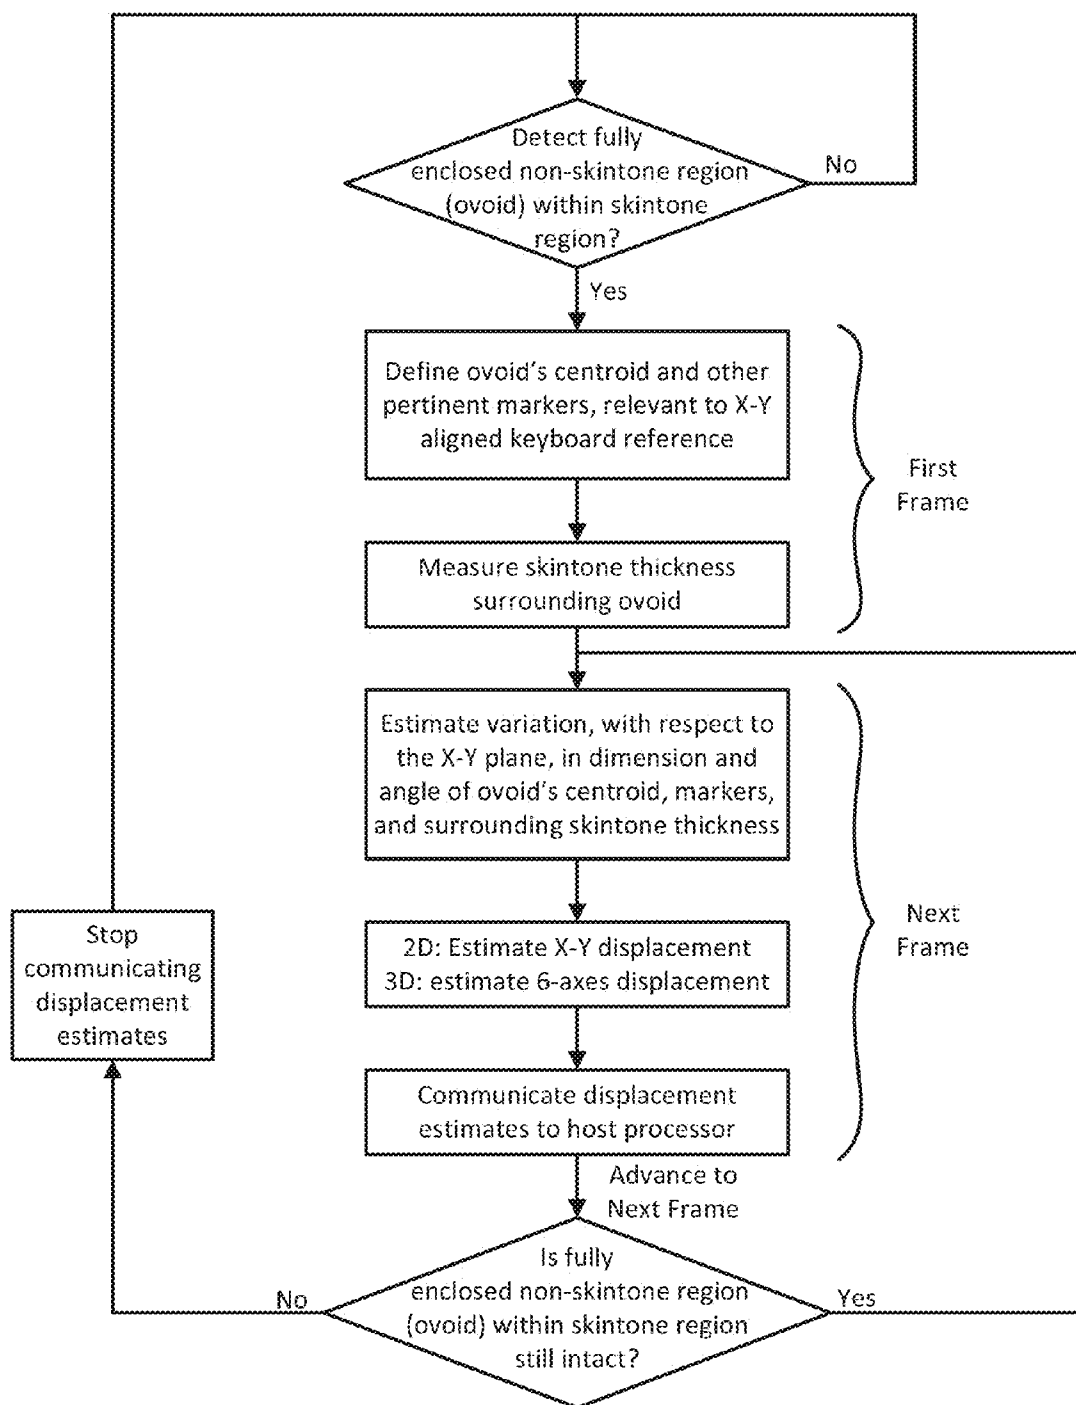 Detect fully
enclosed non-skintone region
(ovoid) within skintone
region?
No
Yes
Define ovoid's centroid and other
pertinent markers, relevant to X-Y
aligned keyboard reference
First
Frame
Measure skintone thickness
surrounding ovoid
Estimate variation, with respect to
the X-Y plane, in dimension and
angle of ovoid's centroid, markers,
and surrounding skintone thickness
Next
Frame
2D: Estimate X-Y displacement
3D: estimate 6-axes displacement
Stop
communicating
displacement
estimates
Communicate displacement
estimates to host processor
Advance to
Next Frame
Is fully
enclosed non-skintone region
(ovoid) within skintone region
still intact?
No
Yes